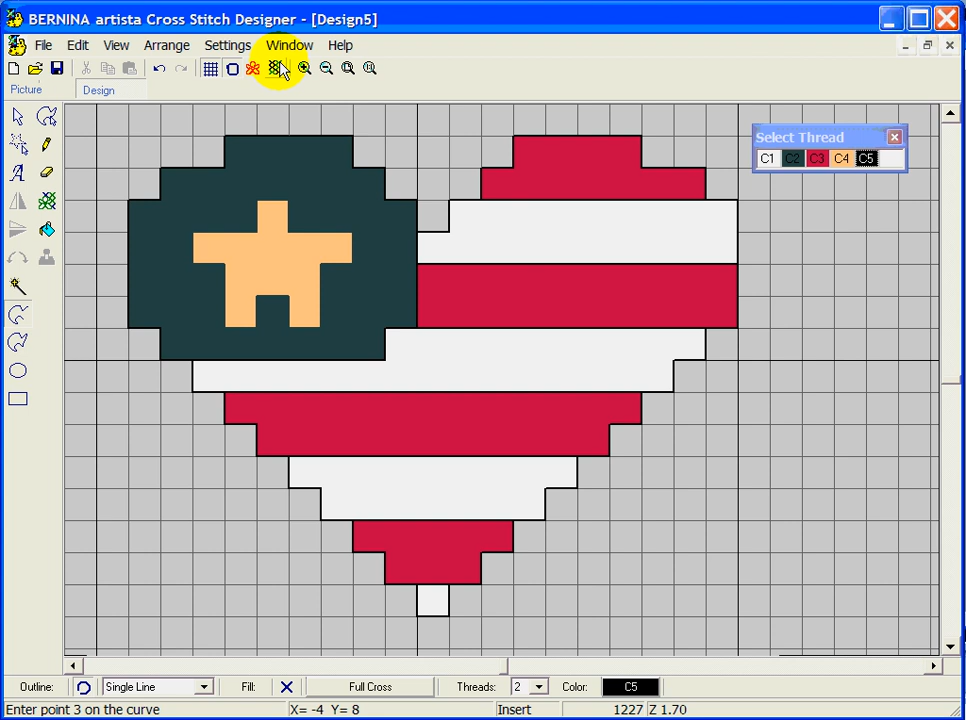 BERNINA artista Cross Stitch Designer - [Design5]
File Edit View Arrange Settings Window Help
Picture Design
Select Thread
C1 C2 C3 C4 C5
A
Outline: Single Line Fill: Full Cross Threads: 2 Color: C5
Enter point 3 on the curve X= -4 Y= 8 Insert 1227 Z 1.70